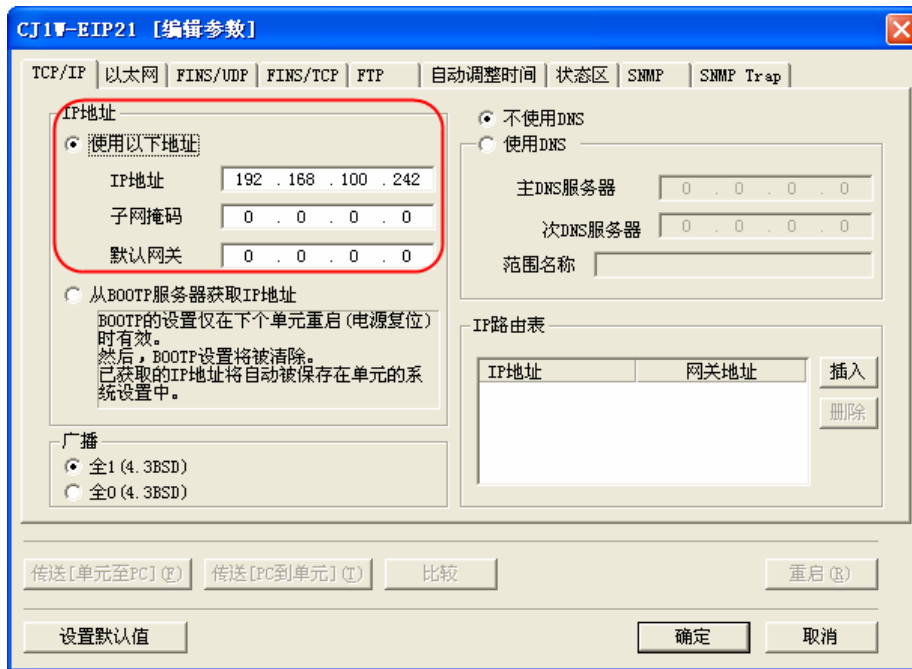 CJ1W-EIP21 [编辑参数]
TCP/IP 以太网 FINS/UDP FINS/TCP FTP 自动调整时间 状态区 SNMP SNMP Trap
IP地址
使用以下地址
IP地址 192 . 168 . 100 . 242
子网掩码 0 . 0 . 0 . 0
默认网关 0 . 0 . 0 . 0
从BOOTP服务器获取IP地址
BOOTP的设置仅在下个单元重启(电源复位)
时有效。
然后，BOOTP设置将被清除。
已获取的IP地址将自动被保存在单元的系
统设置中。
广播
全1(4.3BSD)
全0(4.3BSD)
不使用DNS
使用DNS
主DNS服务器 0 . 0 . 0 . 0
次DNS服务器 0 . 0 . 0 . 0
范围名称
IP路由表
IP地址 网关地址
插入
删除
传送[单元至PC](F) 传送[PC到单元](T) 比较 重启(R)
设置默认值 确定 取消